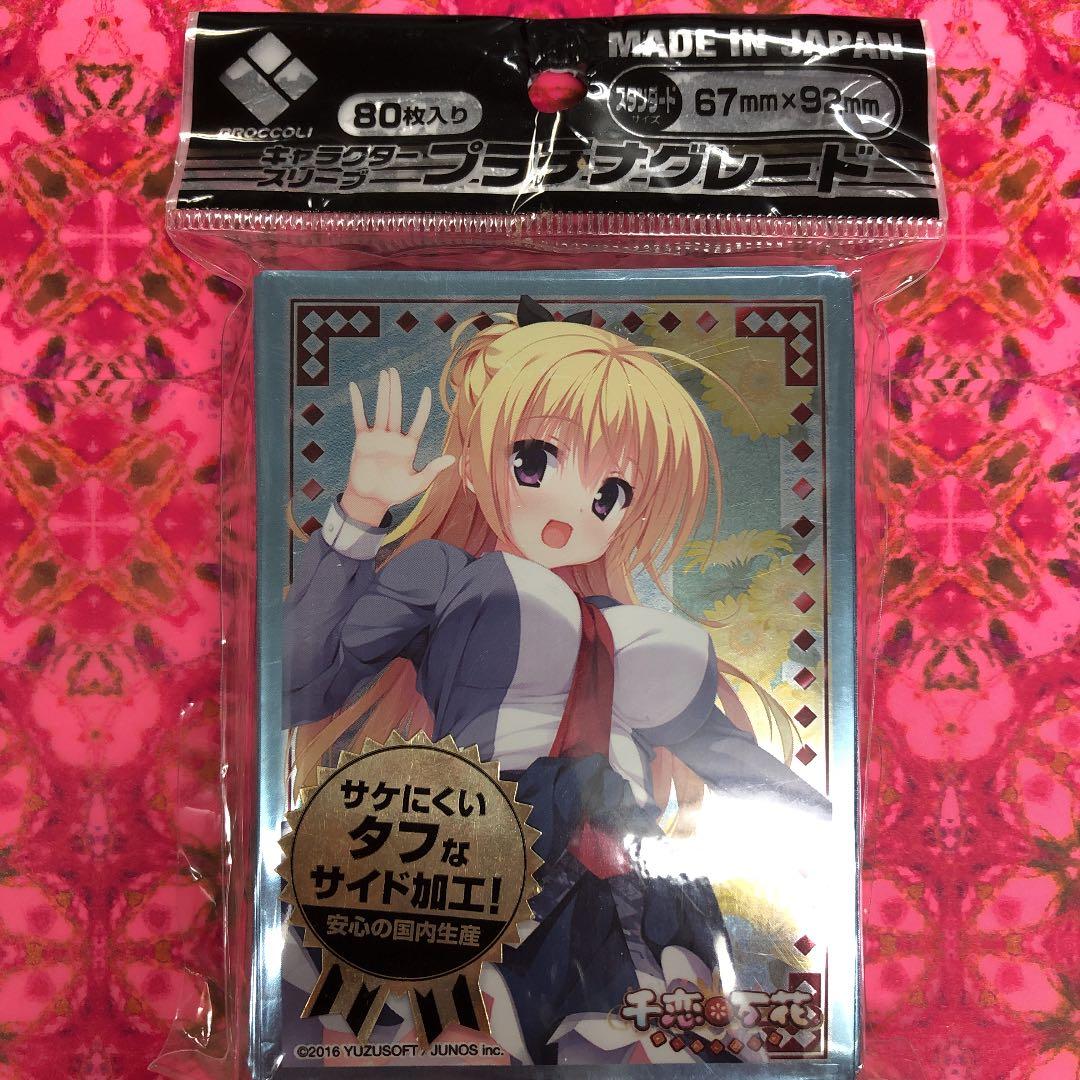 MADE IN JAPAN
BROCCOLI
80枚入り
スタンダード
サイズ
67mm×92mm
キャラクター
スリーブ
プラチナグレード
サケにくい
タフな
サイド加工!
安心の国内生産
千恋*万花
©2016 YUZUSOFT / JUNOS inc.